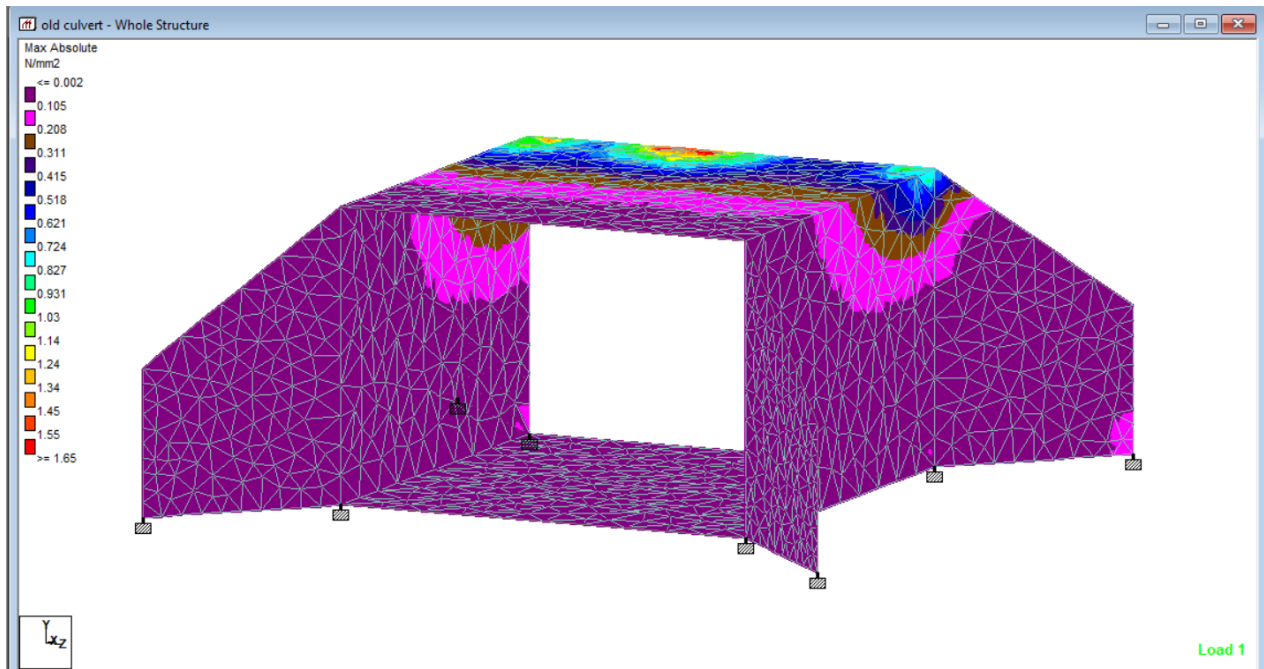 old culvert - Whole Structure
Max Absolute
N/mm2
<= 0.002
0.105
0.208
0.311
0.415
0.518
0.621
0.724
0.827
0.931
1.03
1.14
1.24
1.34
1.45
1.55
>= 1.65
Y
X
Z
Load 1